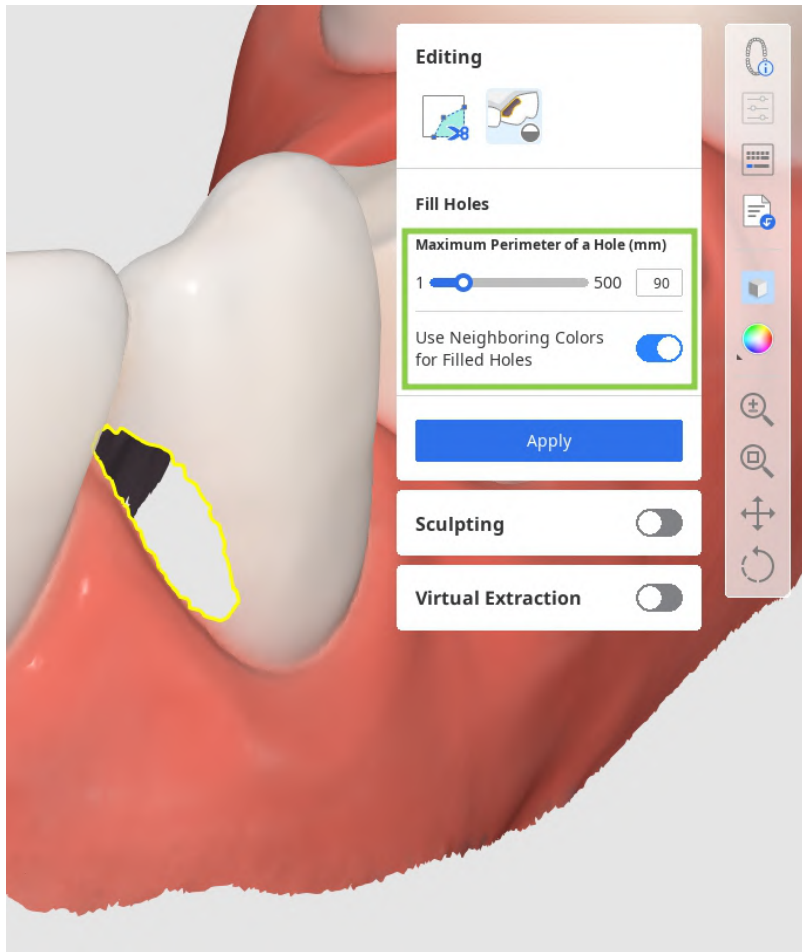 Editing
Fill Holes
Maximum Perimeter of a Hole (mm)
1 500 90
Use Neighboring Colors
for Filled Holes
Apply
Sculpting
Virtual Extraction